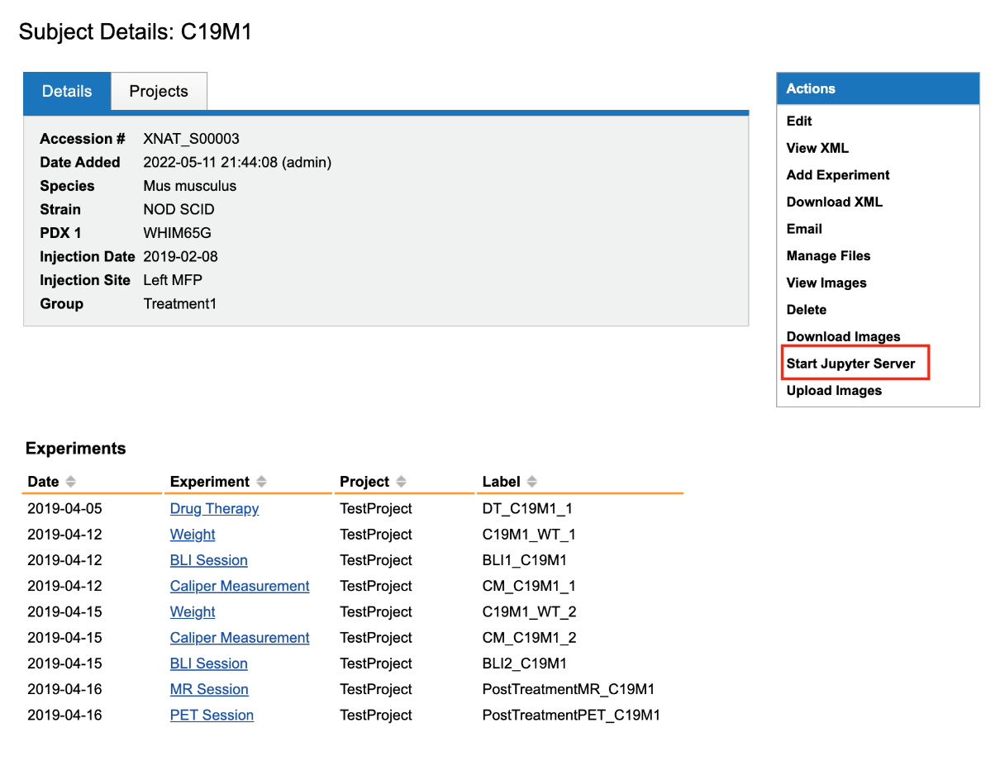 Subject Details: C19M1
Details Projects
Accession # XNAT_S00003
Date Added 2022-05-11 21:44:08 (admin)
Species Mus musculus
Strain NOD SCID
PDX 1 WHIM65G
Injection Date 2019-02-08
Injection Site Left MFP
Group Treatment1
Actions
Edit
View XML
Add Experiment
Download XML
Email
Manage Files
View Images
Delete
Download Images
Start Jupyter Server
Upload Images
Experiments
Date Experiment Project Label
2019-04-05 Drug Therapy TestProject DT_C19M1_1
2019-04-12 Weight TestProject C19M1_WT_1
2019-04-12 BLI Session TestProject BLI1_C19M1
2019-04-12 Caliper Measurement TestProject CM_C19M1_1
2019-04-15 Weight TestProject C19M1_WT_2
2019-04-15 Caliper Measurement TestProject CM_C19M1_2
2019-04-15 BLI Session TestProject BLI2_C19M1
2019-04-16 MR Session TestProject PostTreatmentMR_C19M1
2019-04-16 PET Session TestProject PostTreatmentPET_C19M1